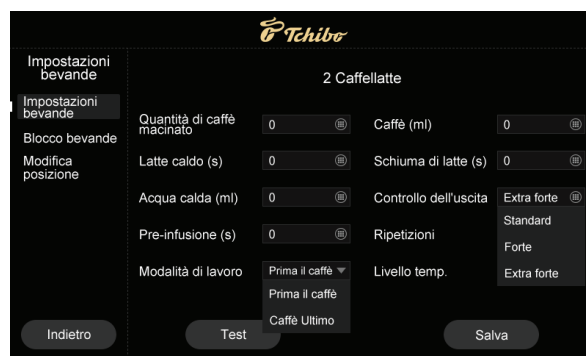 Tchibo
Impostazioni
bevande
Impostazioni
bevande
Blocco bevande
Modifica
posizione
Indietro
2 Caffellatte
Quantità di caffè
macinato
0
Caffè (ml)
0
Latte caldo (s)
0
Schiuma di latte (s)
0
Acqua calda (ml)
0
Controllo dell'uscita
Extra forte
Standard
Forte
Extra forte
Pre-infusione (s)
0
Ripetizioni
Modalità di lavoro
Prima il caffè
Prima il caffè
Caffè Ultimo
Livello temp.
Test
Salva